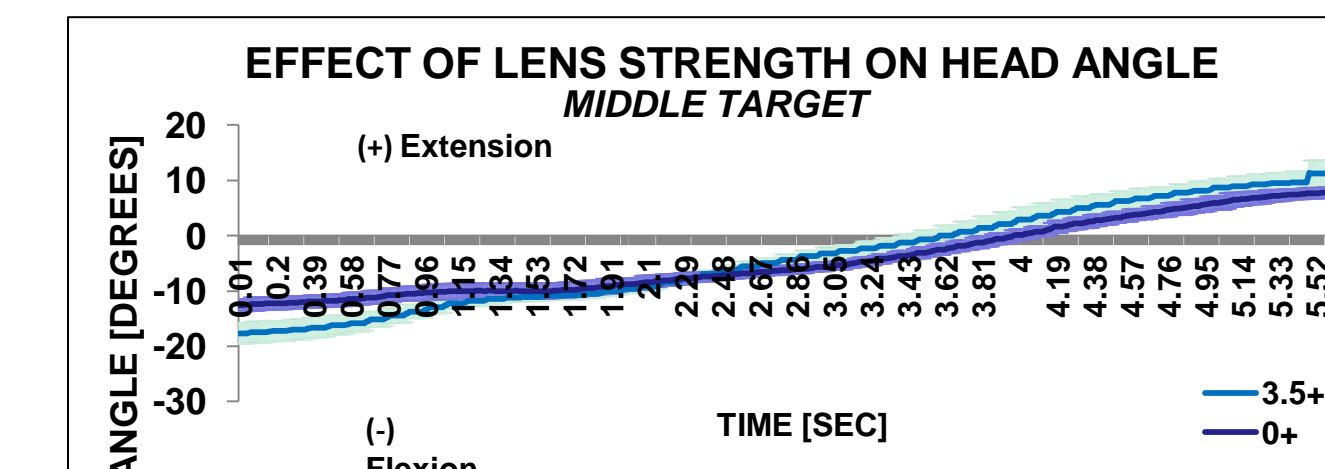 EFFECT OF LENS STRENGTH ON HEAD ANGLE
MIDDLE TARGET
ANGLE [DEGREES]
20
10
0
-10
-20
-30
(+) Extension
0.01 0.2 0.39 0.58 0.77 0.96 1.15 1.34 1.53 1.72 1.91 2.1 2.29 2.48 2.67 2.86 3.05 3.24 3.43 3.62 3.81 4 4.19 4.38 4.57 4.76 4.95 5.14 5.33 5.52
TIME [SEC]
3.5+
0+
(-)
Flexion